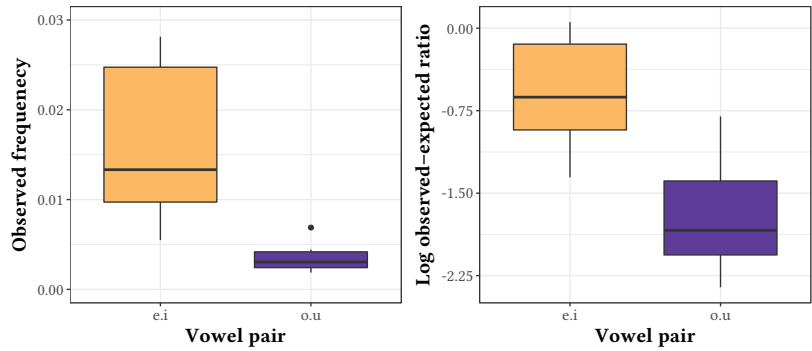 Observed frequenecy
0.03
0.02
0.01
0.00
e.i
o.u
Vowel pair
Log observed−expected ratio
0.00
-0.75
-1.50
-2.25
e.i
o.u
Vowel pair